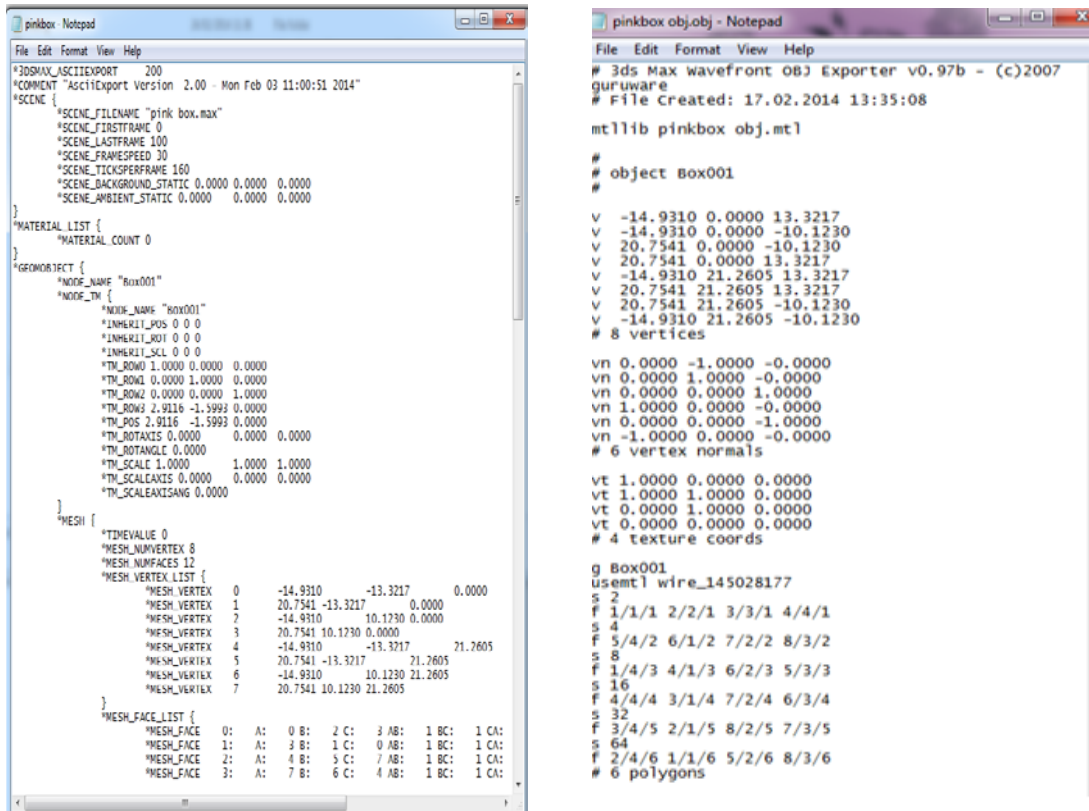 pinkbox - Notepad
File Edit Format View Help
*3DSMAX_ASCIIEXPORT 200
*COMMENT "AsciiExport Version 2.00 - Mon Feb 03 11:00:51 2014"
*SCENE {
*SCENE_FILENAME "pink box.max"
*SCENE_FIRSTFRAME 0
*SCENE_LASTFRAME 100
*SCENE_FRAMESPEED 30
*SCENE_TICKSPERFRAME 160
*SCENE_BACKGROUND_STATIC 0.0000 0.0000 0.0000
*SCENE_AMBIENT_STATIC 0.0000 0.0000 0.0000
}
*MATERIAL_LIST {
*MATERIAL_COUNT 0
}
*GEOMOBJECT {
*NODE_NAME "Box001"
*NODE_TM {
*NODE_NAME "Box001"
*INHERIT_POS 0 0 0
*INHERIT_ROT 0 0 0
*INHERIT_SCL 0 0 0
*TM_ROW0 1.0000 0.0000 0.0000
*TM_ROW1 0.0000 1.0000 0.0000
*TM_ROW2 0.0000 0.0000 1.0000
*TM_ROW3 2.9116 -1.5993 0.0000
*TM_POS 2.9116 -1.5993 0.0000
*TM_ROTAXIS 0.0000 0.0000 0.0000
*TM_ROTANGLE 0.0000
*TM_SCALE 1.0000 1.0000 1.0000
*TM_SCALEAXIS 0.0000 0.0000 0.0000
*TM_SCALEAXISANG 0.0000
}
*MESH {
*TIMEVALUE 0
*MESH_NUMVERTEX 8
*MESH_NUMFACES 12
*MESH_VERTEX_LIST {
*MESH_VERTEX 0 -14.9310 -13.3217 0.0000
*MESH_VERTEX 1 20.7541 -13.3217 0.0000
*MESH_VERTEX 2 -14.9310 10.1230 0.0000
*MESH_VERTEX 3 20.7541 10.1230 0.0000
*MESH_VERTEX 4 -14.9310 -13.3217 21.2605
*MESH_VERTEX 5 20.7541 -13.3217 21.2605
*MESH_VERTEX 6 -14.9310 10.1230 21.2605
*MESH_VERTEX 7 20.7541 10.1230 21.2605
}
*MESH_FACE_LIST {
*MESH_FACE 0: A: 0 B: 2 C: 3 AB: 1 BC: 1 CA:
*MESH_FACE 1: A: 3 B: 1 C: 0 AB: 1 BC: 1 CA:
*MESH_FACE 2: A: 4 B: 5 C: 7 AB: 1 BC: 1 CA:
*MESH_FACE 3: A: 7 B: 6 C: 4 AB: 1 BC: 1 CA:
pinkbox obj.obj - Notepad
File Edit Format View Help
# 3ds Max Wavefront OBJ Exporter v0.97b - (c)2007
guruware
# File Created: 17.02.2014 13:35:08
mtllib pinkbox obj.mtl
#
# object Box001
#
v -14.9310 0.0000 13.3217
v -14.9310 0.0000 -10.1230
v 20.7541 0.0000 -10.1230
v 20.7541 0.0000 13.3217
v -14.9310 21.2605 13.3217
v 20.7541 21.2605 13.3217
v 20.7541 21.2605 -10.1230
v -14.9310 21.2605 -10.1230
# 8 vertices
vn 0.0000 -1.0000 -0.0000
vn 0.0000 1.0000 -0.0000
vn 0.0000 0.0000 1.0000
vn 1.0000 0.0000 -0.0000
vn 0.0000 0.0000 -1.0000
vn -1.0000 0.0000 -0.0000
# 6 vertex normals
vt 1.0000 0.0000 0.0000
vt 1.0000 1.0000 0.0000
vt 0.0000 1.0000 0.0000
vt 0.0000 0.0000 0.0000
# 4 texture coords
g Box001
usemtl wire_145028177
s 2
f 1/1/1 2/2/1 3/3/1 4/4/1
s 4
f 5/4/2 6/1/2 7/2/2 8/3/2
s 8
f 1/4/3 4/1/3 6/2/3 5/3/3
s 16
f 4/4/4 3/1/4 7/2/4 6/3/4
s 32
f 3/4/5 2/1/5 8/2/5 7/3/5
s 64
f 2/4/6 1/1/6 5/2/6 8/3/6
# 6 polygons